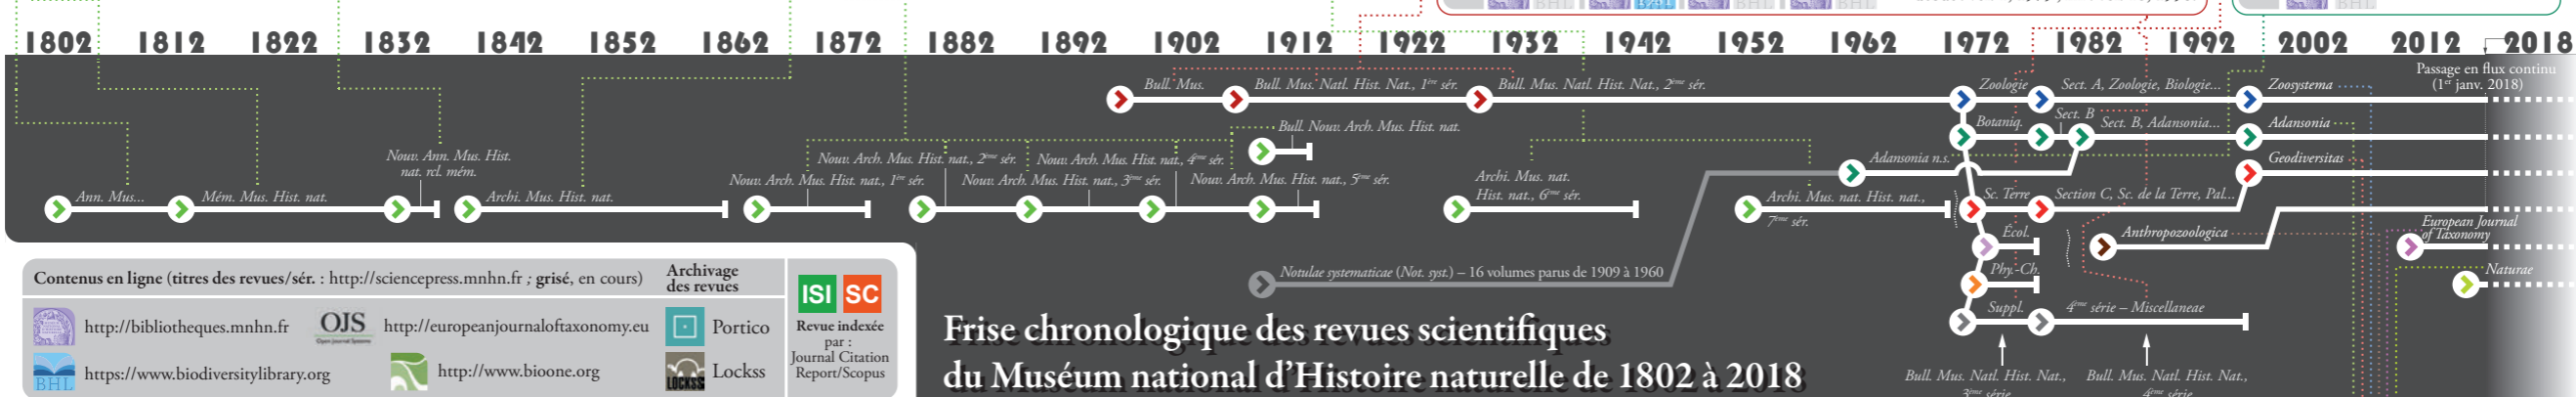 1802 1812 1822 1832 1842 1852 1862 1872 1882 1892 1902 1912 1922 1932 1942 1952 1962 1972 1982 1992 2002 2012 2018
Passage en flux continu
(1er janv. 2018)
Bull. Mus.
Bull. Mus. Natl. Hist. Nat., 1ère sér.
Bull. Mus. Natl. Hist. Nat., 2ème sér.
Zoologie
Sect. A, Zoologie, Biologie...
Zoosystema
Bull. Nouv. Arch. Mus. Hist. nat.
Botaniq.
Sect. B
Sect. B, Adansonia...
Adansonia
Nouv. Ann. Mus. Hist.
nat. rcl. mém.
Nouv. Arch. Mus. Hist. nat., 2ème sér.
Nouv. Arch. Mus. Hist. nat., 4ème sér.
Adansonia n.s.
Geodiversitas
Nouv. Arch. Mus. Hist. nat., 1ère sér.
Nouv. Arch. Mus. Hist. nat., 3ème sér.
Nouv. Arch. Mus. Hist. nat., 5ème sér.
Archi. Mus. nat.
Hist. nat., 6ème sér.
Ann. Mus...
Mém. Mus. Hist. nat.
Archi. Mus. Hist. nat.
Archi. Mus. nat. Hist. nat.,
7ème sér.
Sc. Terre
Section C, Sc. de la Terre, Pal...
European Journal
of Taxonomy
Écol.
Anthropozoologica
Notulae systematicae (Not. syst.) – 16 volumes parus de 1909 à 1960
Phy.-Ch.
Naturae
Suppl.
4ème série – Miscellaneae
Bull. Mus. Natl. Hist. Nat.,
3ème série
Bull. Mus. Natl. Hist. Nat.,
4ème série
Contenus en ligne (titres des revues/sér. : http://sciencepress.mnhn.fr ; grisé, en cours)
Archivage
des revues
http://bibliotheques.mnhn.fr
OJS
Open Journal Systems
http://europeanjournaloftaxonomy.eu
Portico
BHL
https://www.biodiversitylibrary.org
http://www.bioone.org
LOCKSS
Lockss
ISI SC
Revue indexée
par :
Journal Citation
Report/Scopus
Frise chronologique des revues scientifiques
du Muséum national d'Histoire naturelle de 1802 à 2018